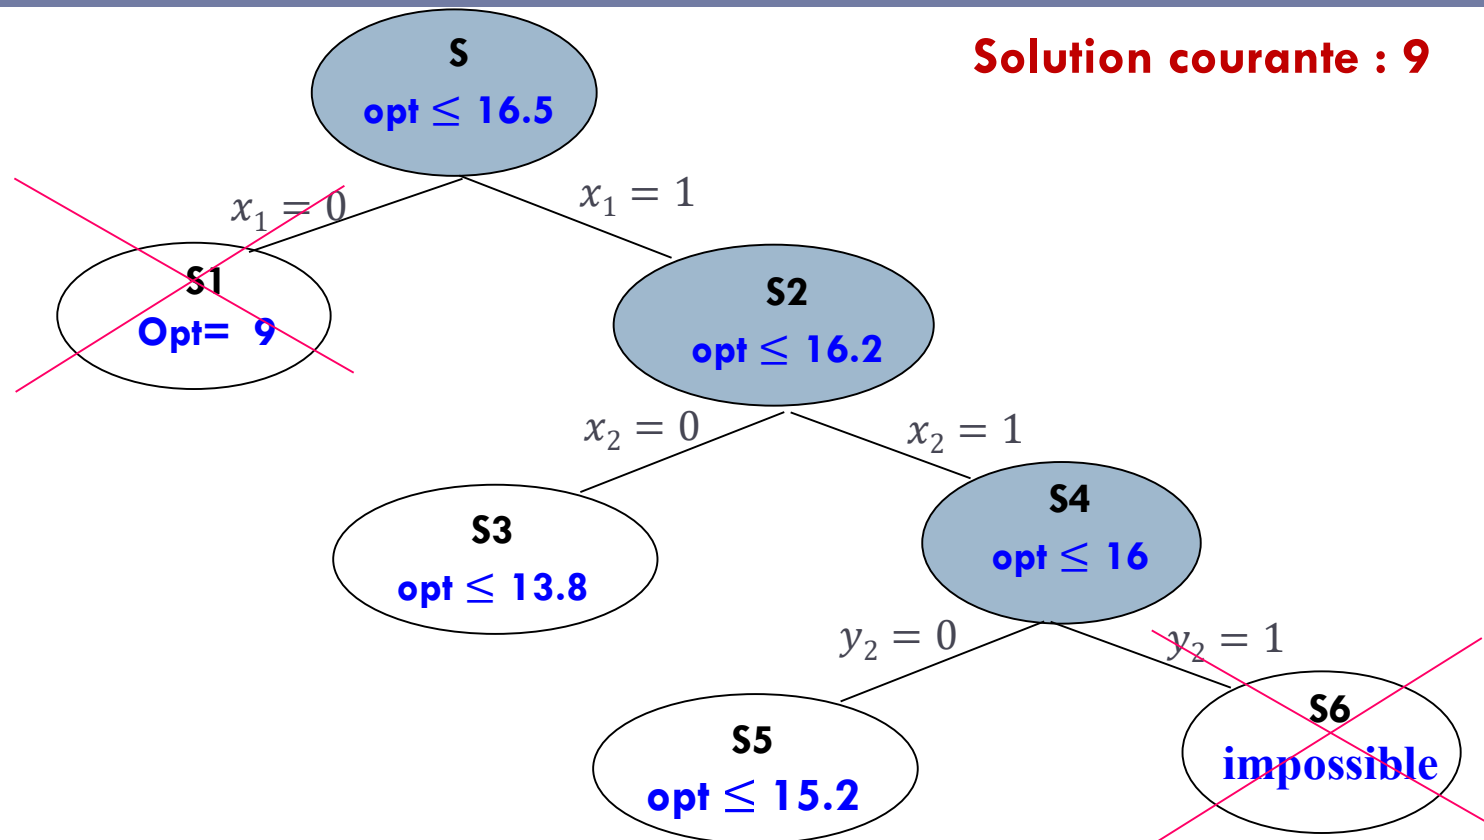 S
opt ≤ 16.5
Solution courante : 9
x₁ = 0
x₁ = 1
S1
Opt= 9
S2
opt ≤ 16.2
x₂ = 0
x₂ = 1
S3
opt ≤ 13.8
S4
opt ≤ 16
y₂ = 0
y₂ = 1
S5
opt ≤ 15.2
S6
impossible